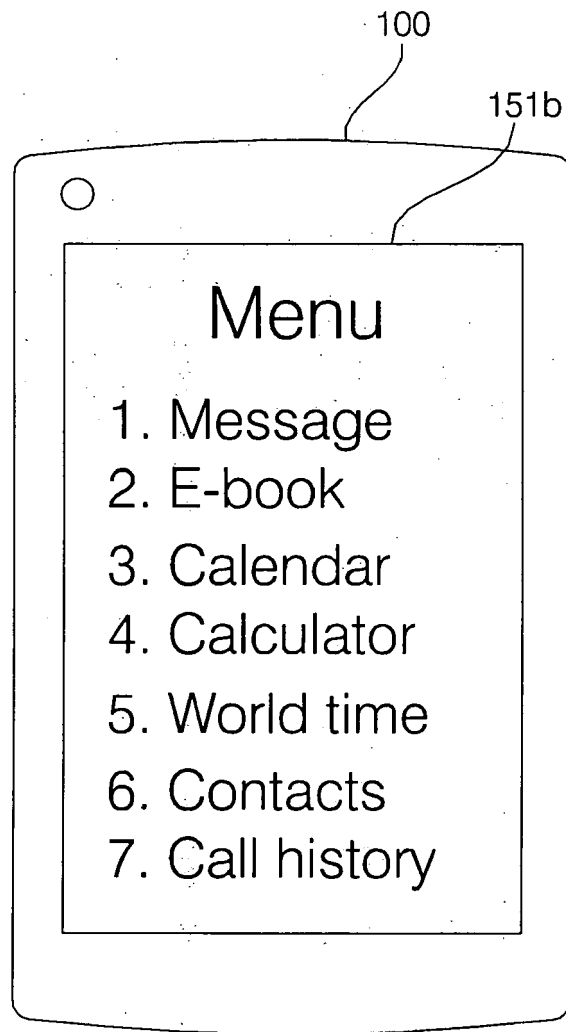 100
151b
Menu
1. Message
2. E-book
3. Calendar
4. Calculator
5. World time
6. Contacts
7. Call history